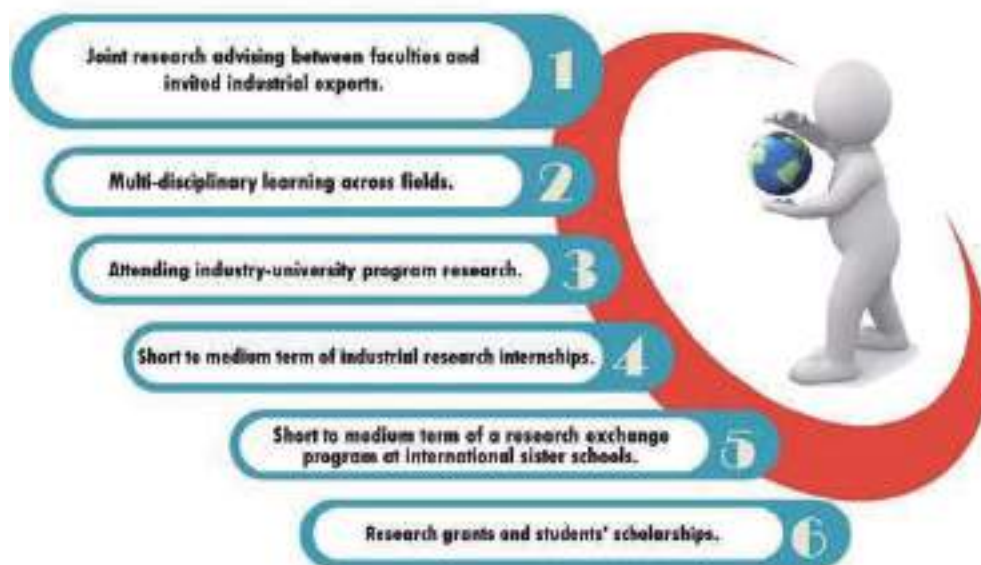 Joint research advising between faculties and
invited industrial experts.
1
Multi-disciplinary learning across fields.
2
Attending industry-university program research.
3
Short to medium term of industrial research internships.
4
Short to medium term of a research exchange
program at international sister schools.
5
Research grants and students' scholarships.
6